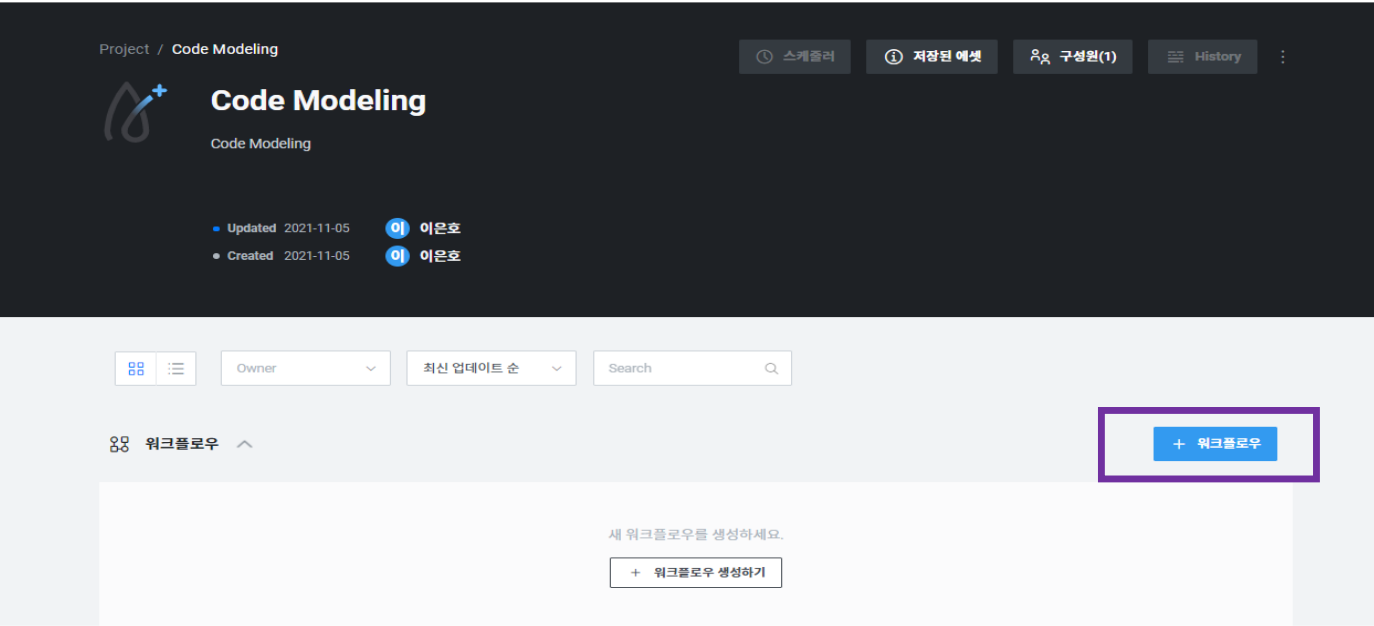 Project / Code Modeling
스케줄러
저장된 에셋
구성원(1)
History
Code Modeling
Code Modeling
Updated 2021-11-05 이 이은호
Created 2021-11-05 이 이은호
Owner
최신 업데이트 순
Search
워크플로우
+ 워크플로우
새 워크플로우를 생성하세요.
+ 워크플로우 생성하기